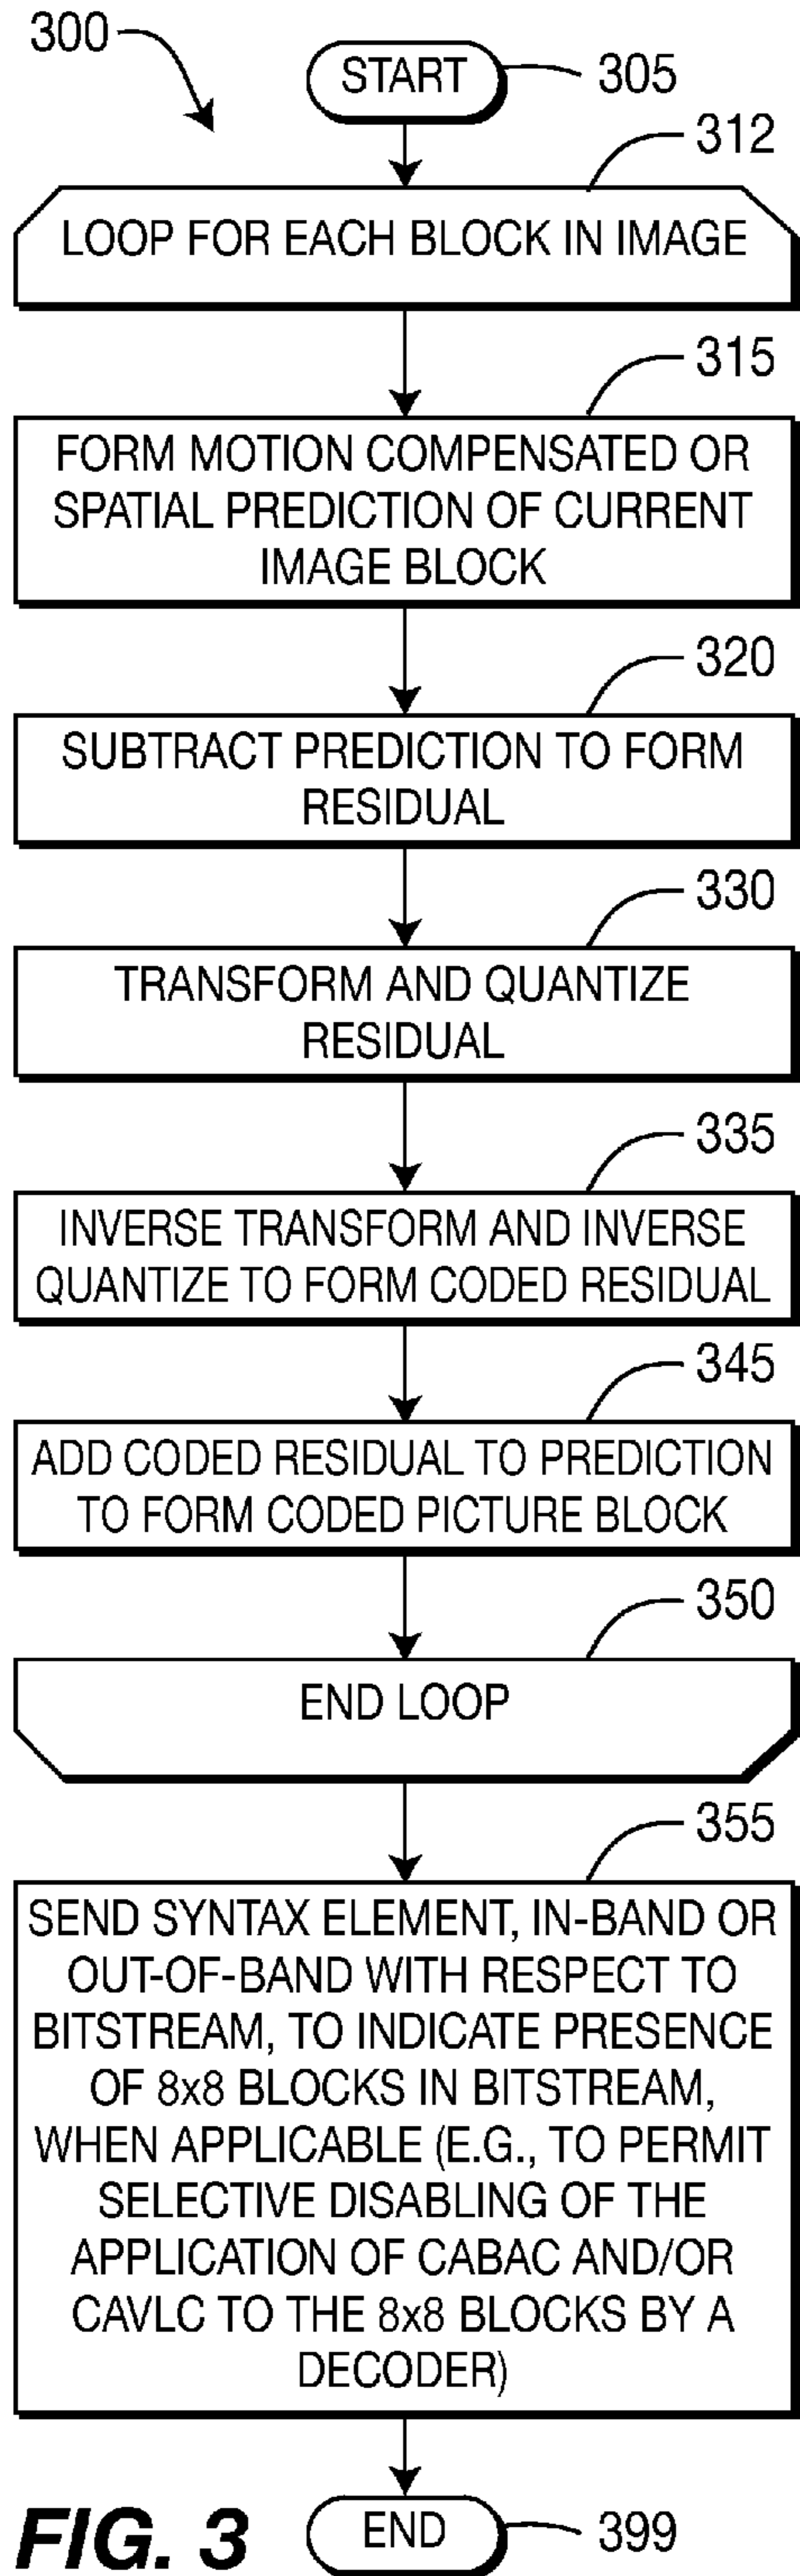 300
START
305
312
LOOP FOR EACH BLOCK IN IMAGE
315
FORM MOTION COMPENSATED OR
SPATIAL PREDICTION OF CURRENT
IMAGE BLOCK
320
SUBTRACT PREDICTION TO FORM
RESIDUAL
330
TRANSFORM AND QUANTIZE
RESIDUAL
335
INVERSE TRANSFORM AND INVERSE
QUANTIZE TO FORM CODED RESIDUAL
345
ADD CODED RESIDUAL TO PREDICTION
TO FORM CODED PICTURE BLOCK
350
END LOOP
355
SEND SYNTAX ELEMENT, IN-BAND OR
OUT-OF-BAND WITH RESPECT TO
BITSTREAM, TO INDICATE PRESENCE
OF 8x8 BLOCKS IN BITSTREAM,
WHEN APPLICABLE (E.G., TO PERMIT
SELECTIVE DISABLING OF THE
APPLICATION OF CABAC AND/OR
CAVLC TO THE 8x8 BLOCKS BY A
DECODER)
FIG. 3
END
399